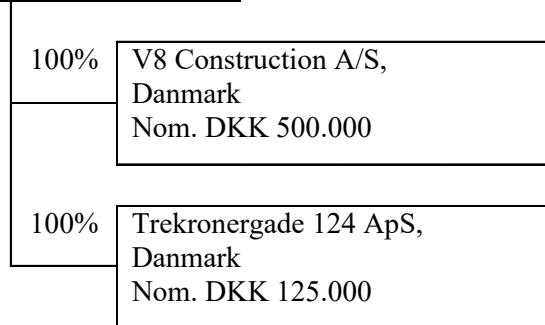 100%
V8 Construction A/S,
Danmark
Nom. DKK 500.000
100%
Trekronergade 124 ApS,
Danmark
Nom. DKK 125.000